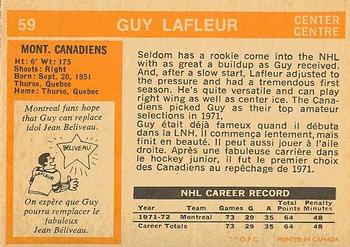 59
GUY LAFLEUR
CENTER
CENTRE
MONT. CANADIENS
Ht: 6' Wt: 175
Shoots: Right
Born: Sept. 20, 1951
Thurso, Quebec
Home: Thurso, Quebec
Montreal fans hope
that Guy can replace
idol Jean Beliveau.
BELIVEAU
On espère que Guy
pourra remplacer le
fameux Jean Béliveau.
Seldom has a rookie come into the NHL
with as great a buildup as Guy received.
And, after a slow start, Lafleur adjusted
to the pressure and had a tremendous first
season. He's quite versatile and can play
right wing as well as center ice. The Cana-
diens picked Guy as their top amateur
selections in 1971.
Guy était déjà fameux quand il débuta
dans la LNH. Il commença lentement, mais
s'adapta vite et finit en beauté. Il peut aussi jouer à l'aile droite. Après une fabuleuse carrière
en hockey junior, il fut le premier choix
des Canadiens au repêchage de 1971.
NHL CAREER RECORD
Year Team Games G A Total Points Penalty Minutes
1971-72 Montreal 73 29 35 64 48
Career Totals 73 29 35 64 48
© O.P.C. PRINTED IN CANADA